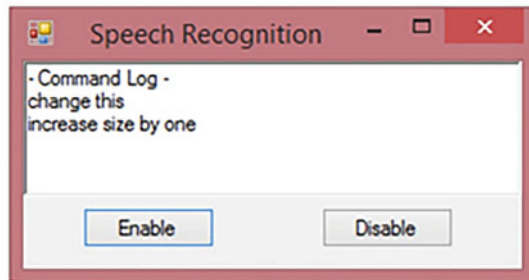 Speech Recognition
- Command Log -
change this
increase size by one
Enable Disable